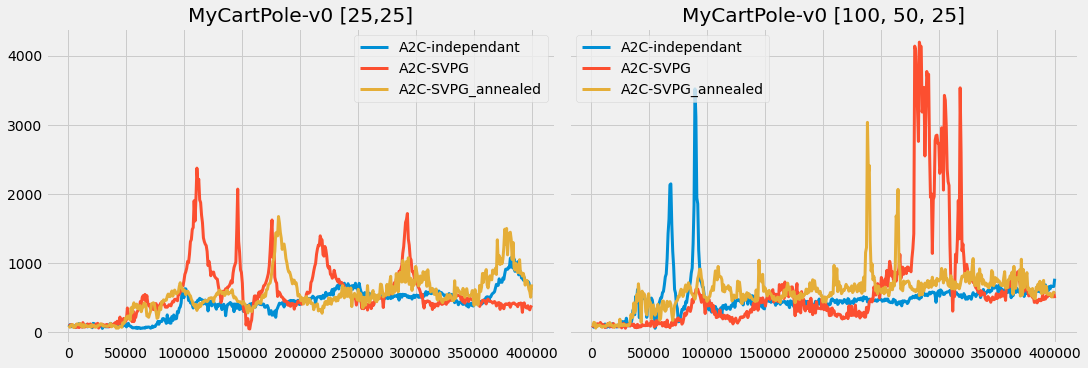 MyCartPole-v0 [25,25]
A2C-independant
A2C-SVPG
A2C-SVPG_annealed
4000
3000
2000
1000
0
0 50000 100000 150000 200000 250000 300000 350000 400000
MyCartPole-v0 [100, 50, 25]
A2C-independant
A2C-SVPG
A2C-SVPG_annealed
0 50000 100000 150000 200000 250000 300000 350000 400000